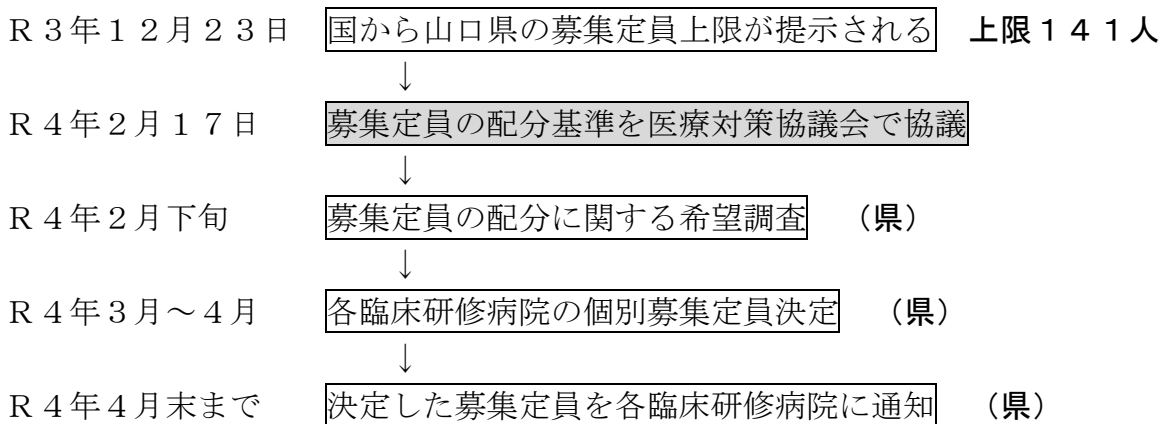 Ｒ３年１２月２３日　国から山口県の募集定員上限が提示される　上限１４１人
↓
Ｒ４年２月１７日　募集定員の配分基準を医療対策協議会で協議
↓
Ｒ４年２月下旬　募集定員の配分に関する希望調査　（県）
↓
Ｒ４年３月～４月　各臨床研修病院の個別募集定員決定　（県）
↓
Ｒ４年４月末まで　決定した募集定員を各臨床研修病院に通知　（県）